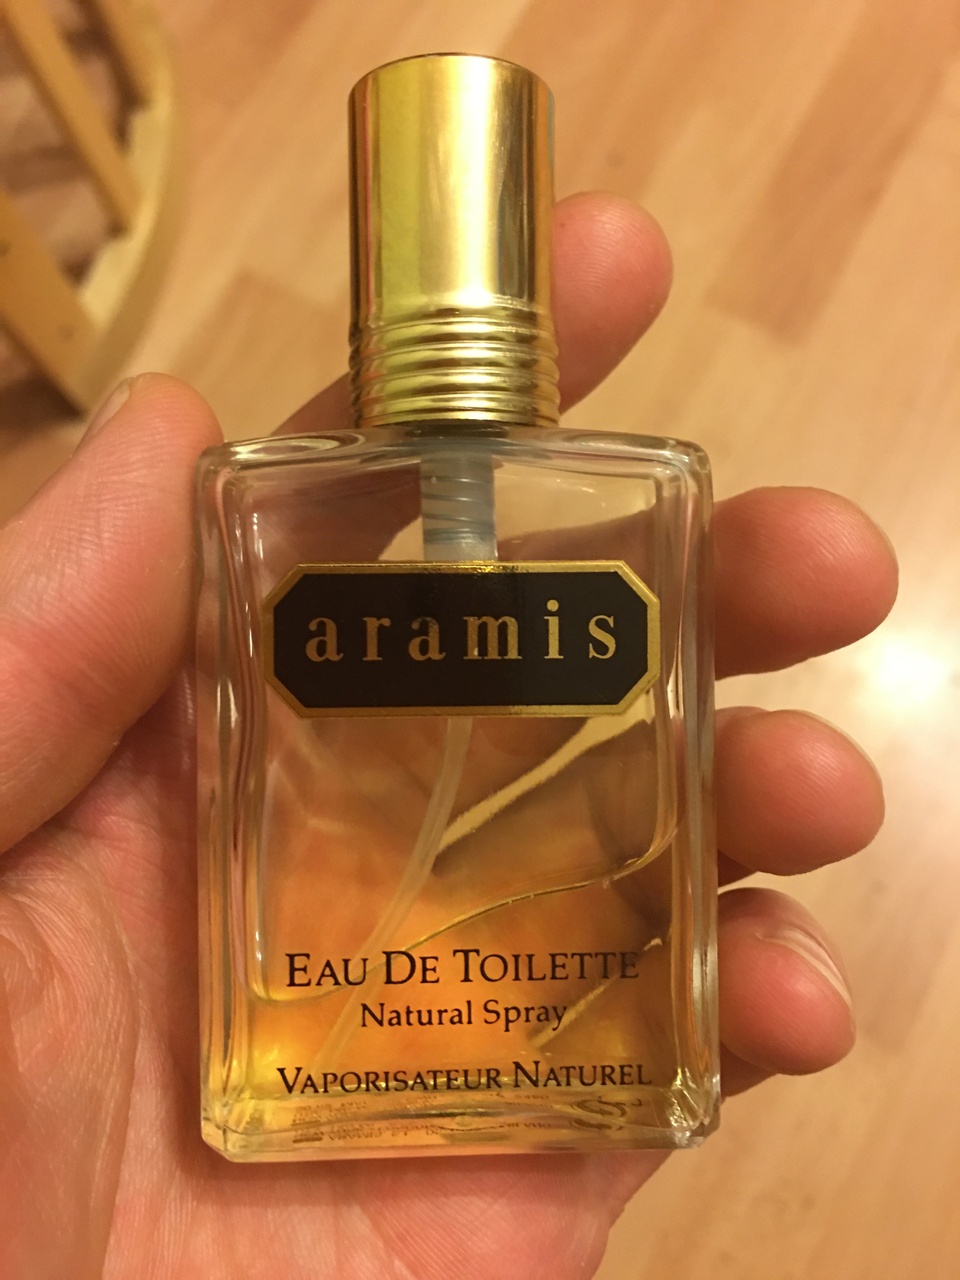 aramis
EAU DE TOILETTE
Natural Spray
VAPORISATEUR NATUREL